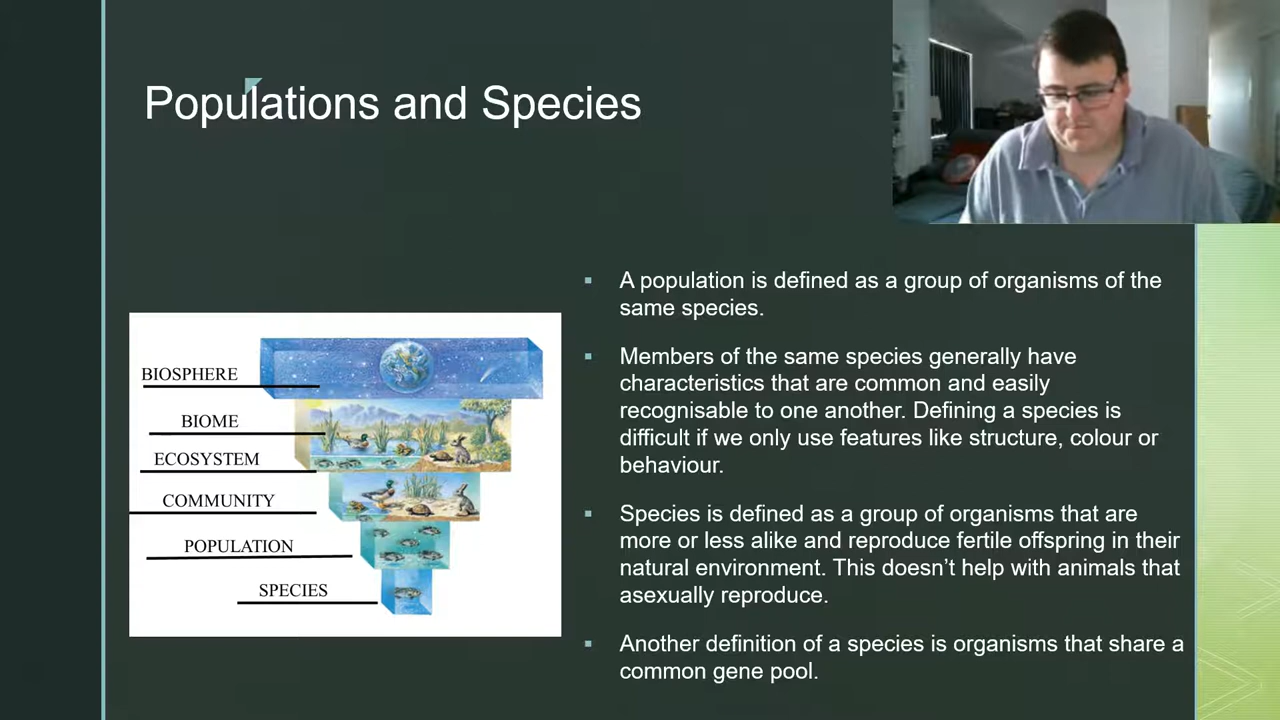 Populations and Species
BIOSPHERE
BIOME
ECOSYSTEM
COMMUNITY
POPULATION
SPECIES
▪ A population is defined as a group of organisms of the
same species.
▪ Members of the same species generally have
characteristics that are common and easily
recognisable to one another. Defining a species is
difficult if we only use features like structure, colour or
behaviour.
▪ Species is defined as a group of organisms that are
more or less alike and reproduce fertile offspring in their
natural environment. This doesn’t help with animals that
asexually reproduce.
▪ Another definition of a species is organisms that share a
common gene pool.